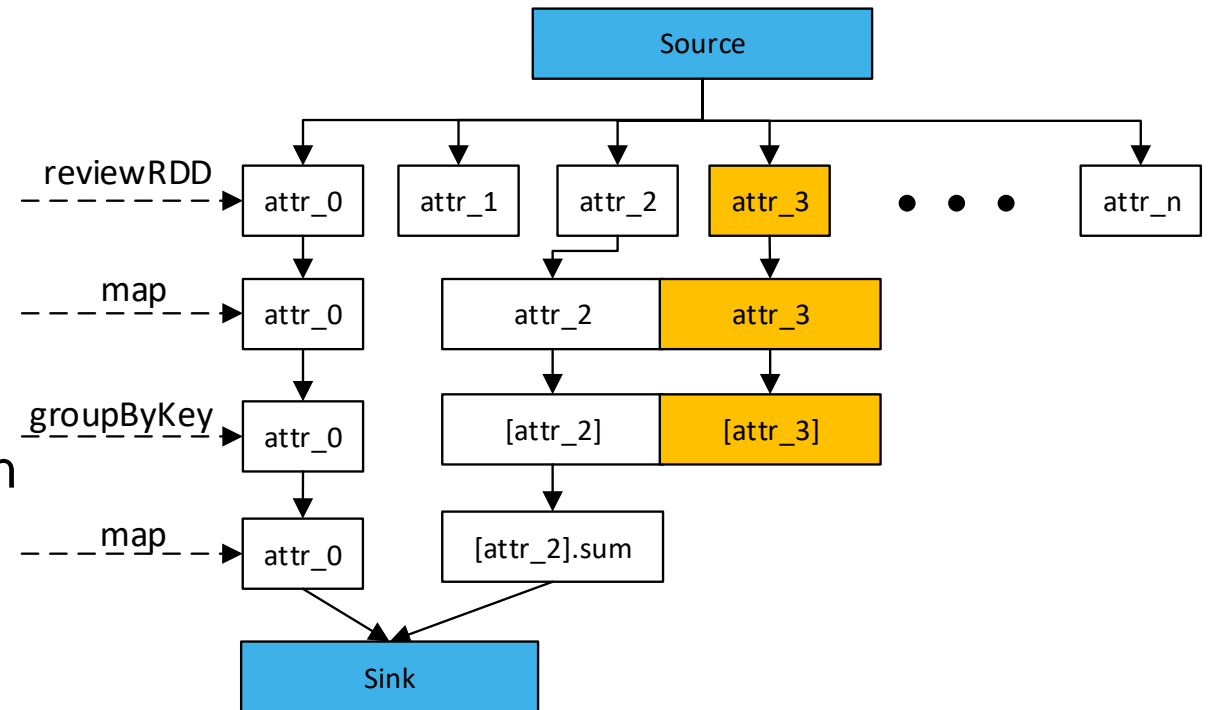 Source
reviewRDD
attr_0 attr_1 attr_2 attr_3 • • • attr_n
map
attr_0 attr_2 attr_3
groupByKey
attr_0 [attr_2] [attr_3]
n
map
attr_0 [attr_2].sum
Sink